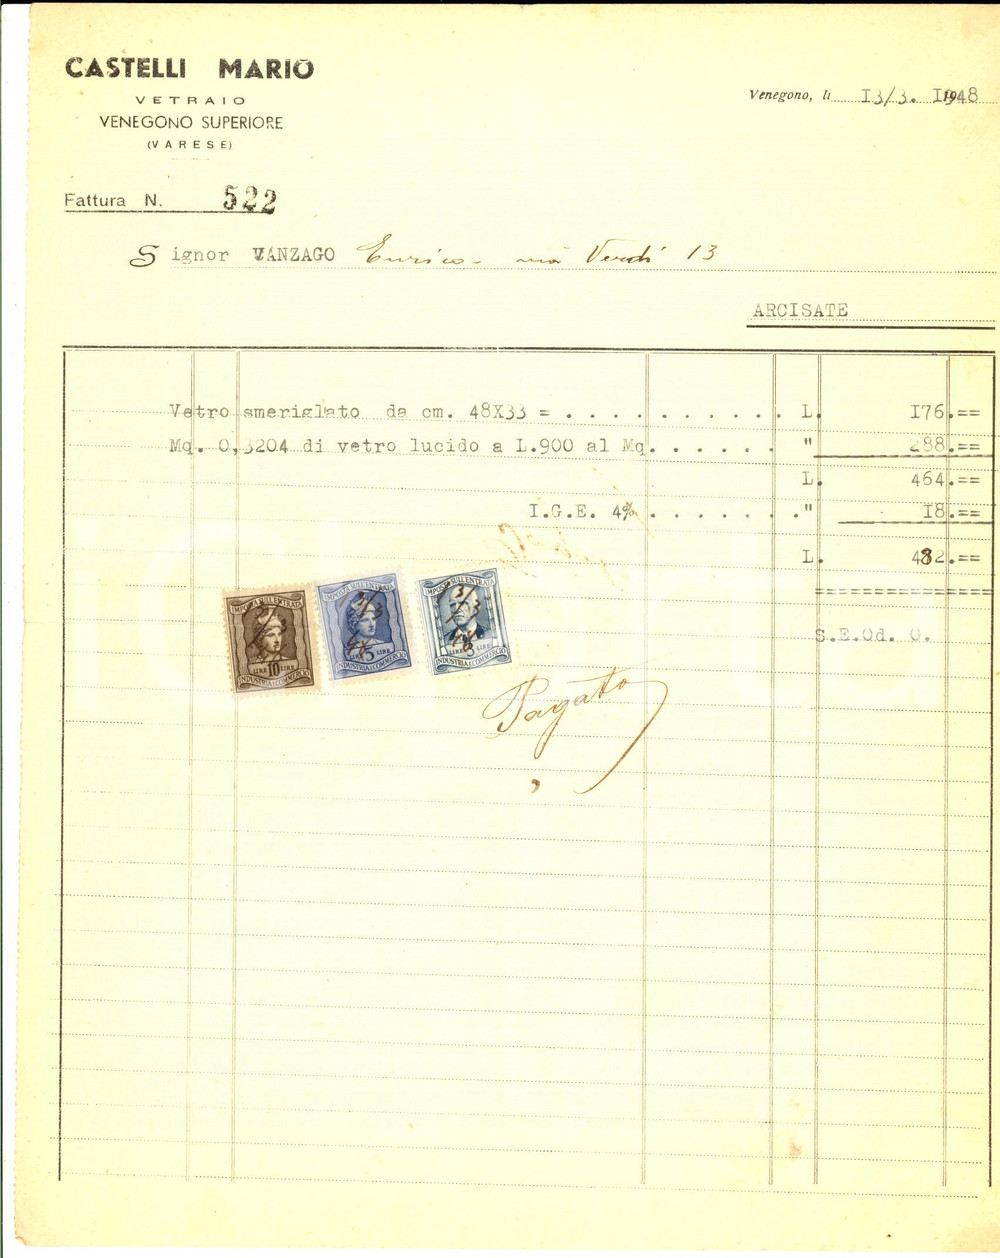 CASTELLI MARIO
VETRAIO
VENEGONO SUPERIORE
(VARESE)
Venegono, li 13/3. 1948
Fattura N. 522
Signor VANZAGO Enrico - via Verdi 13
ARCISATE
Vetro smerigliato da cm. 48X33 = . . . . . . . . . . L. 176.==
Mq. 0,3204 di vetro lucido a L.900 al Mq. . . . . . " 288.==
L. 464.==
I.G.E. 4% . . . . . . . " 18.==
L. 482.==
S.E.Od. O.
IMPOSTA SULL'ENTRATA
LIRE 10 LIRE
INDUSTRIA E COMMERCIO
IMPOSTA SULL'ENTRATA
LIRE 5 LIRE
INDUSTRIA E COMMERCIO
IMPOSTA SULL'ENTRATA
INDUSTRIA E COMMERCIO
Pagato